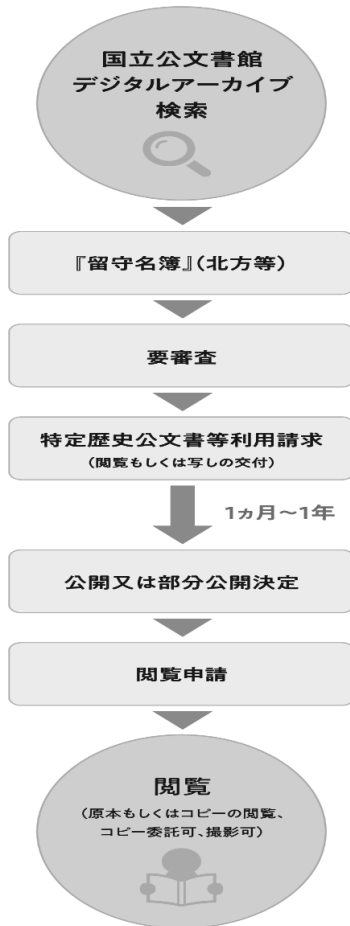 国立公文書館
デジタルアーカイブ
検索
『留守名簿』(北方等)
要審査
特定歴史公文書等利用請求
(閲覧もしくは写しの交付)
1ヵ月～1年
公開又は部分公開決定
閲覧申請
閲覧
(原本もしくはコピーの閲覧、
コピー委託可、撮影可)